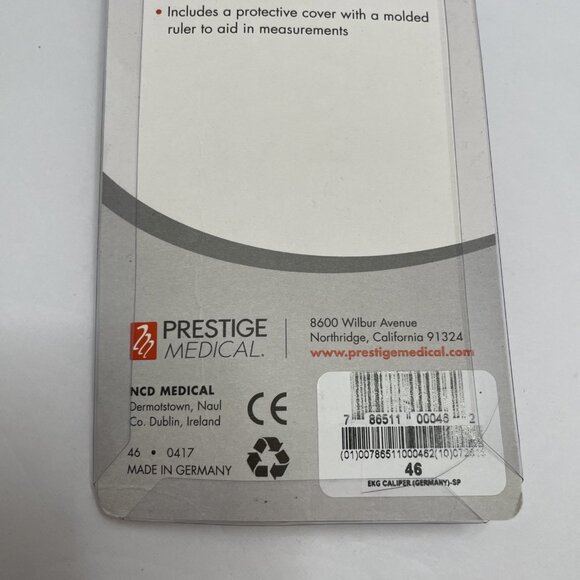 • Includes a protective cover with a molded
ruler to aid in measurements
PRESTIGE
MEDICAL.
8600 Wilbur Avenue
Northridge, California 91324
www.prestigemedical.com
NCD MEDICAL
Dermotstown, Naul
Co. Dublin, Ireland
CE
46 • 0417
MADE IN GERMANY
7 86511 00046 2
46
EKG CALIPER (GERMANY)-SP